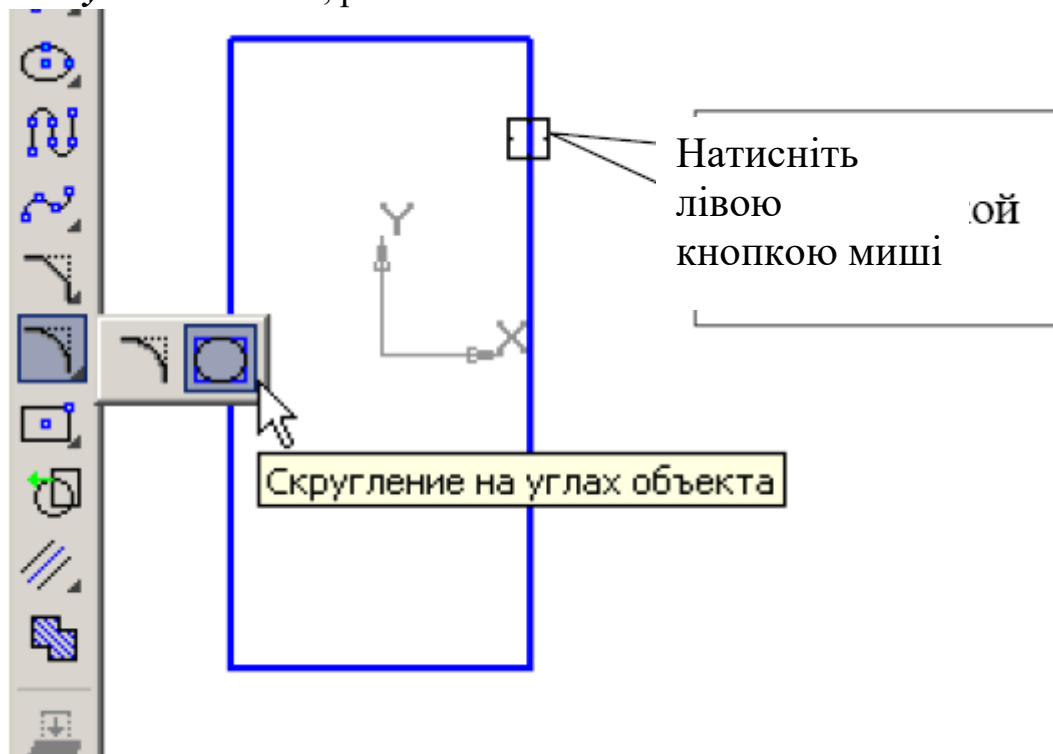 Y
Натисніть
лівою
ой
кнопкою миші
X
Скругление на углах объекта